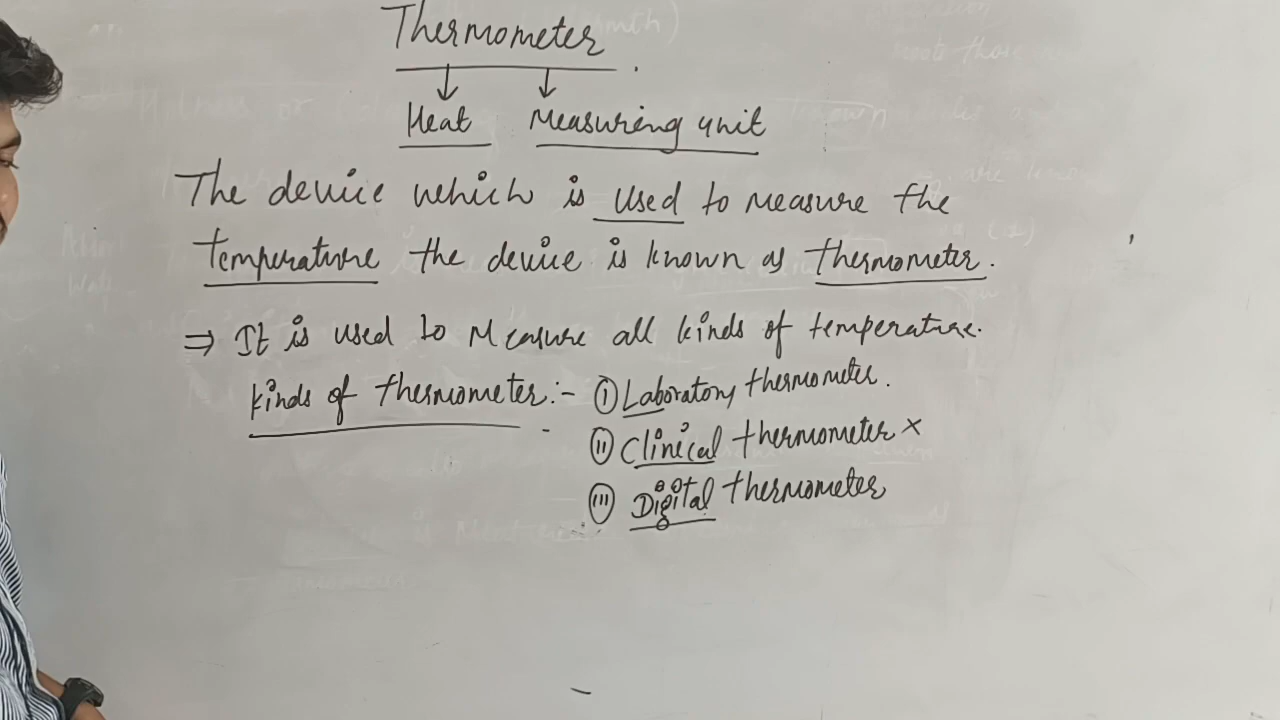 Thermometer.
Heat Measuring unit
The device which is used to measure the
temperature the device is known as thermometer.
⇒ It is used to Measure all kinds of temperature.
kinds of thermometer:- (I) Laboratory thermometer.
(II) Clinical thermometer ×
(III) Digital thermometer